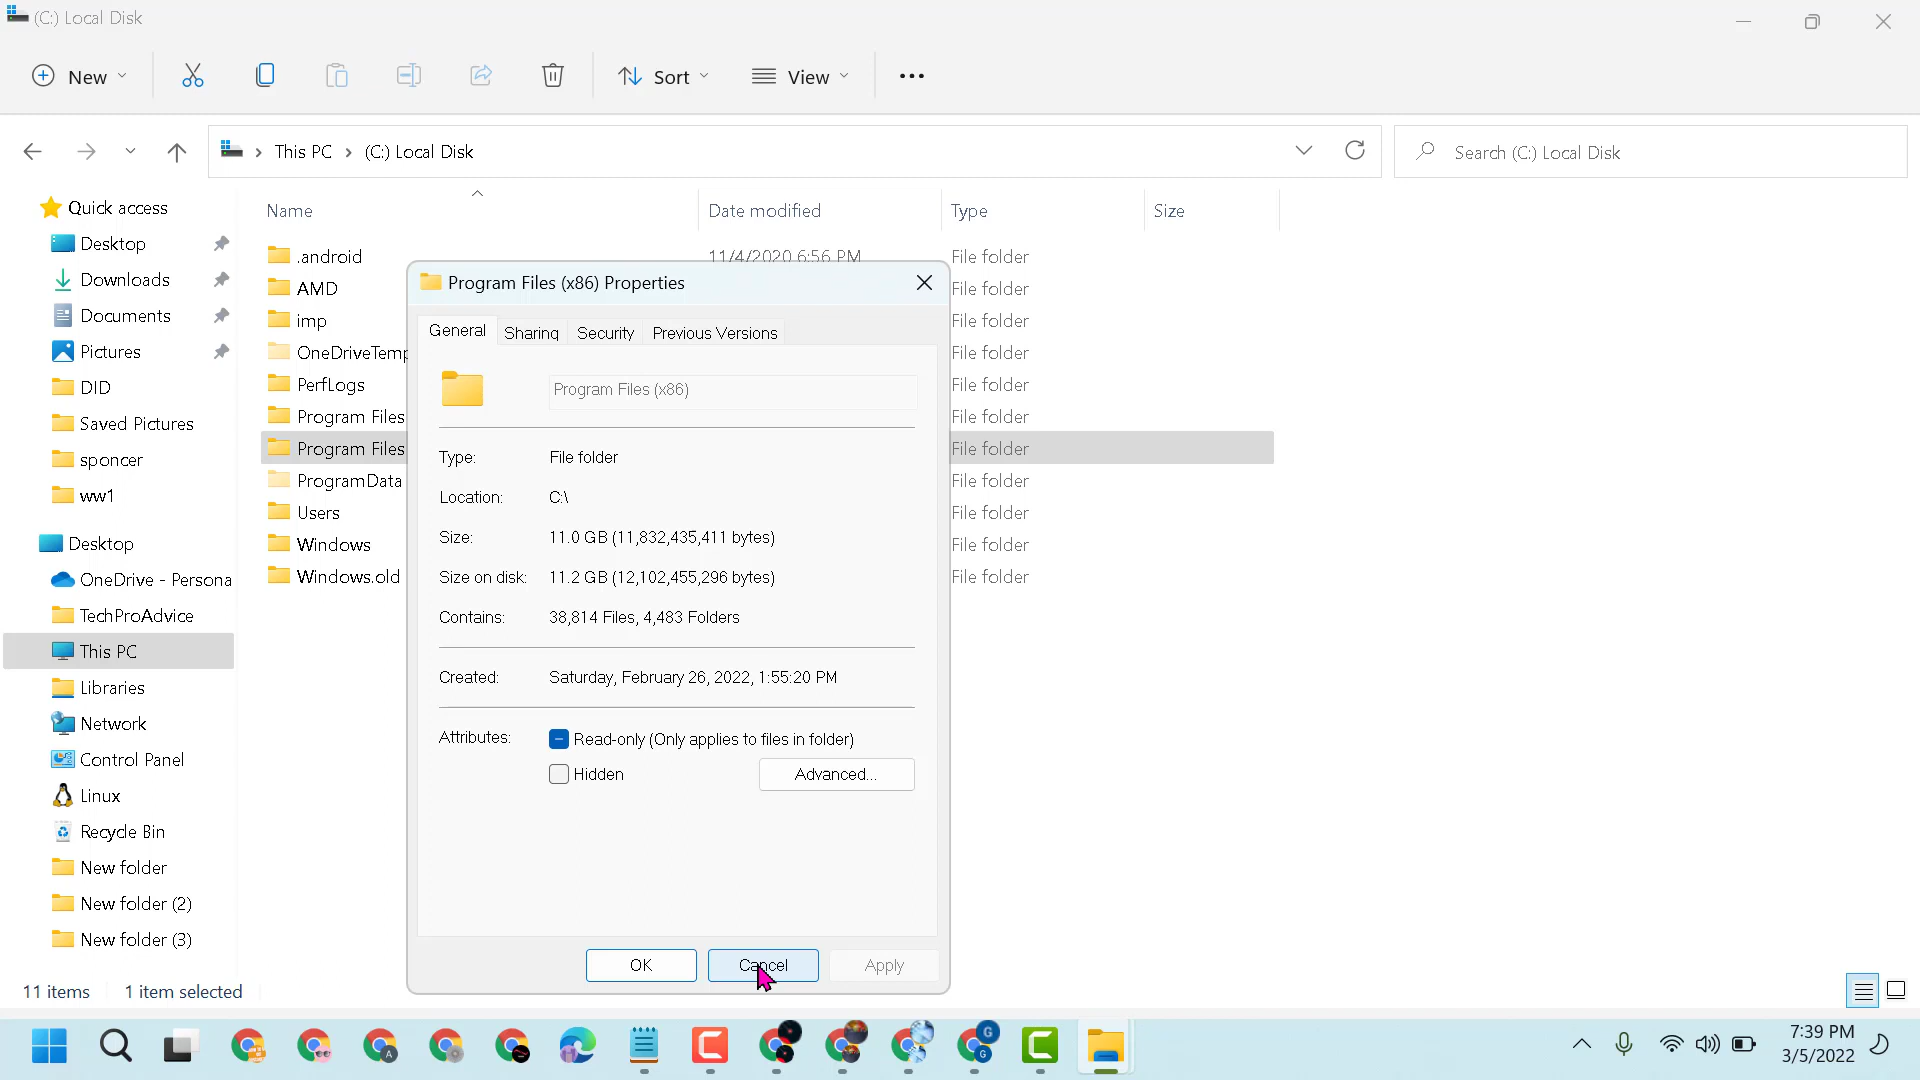 (C:) Local Disk
New
Sort
View
This PC
(C:) Local Disk
Search (C:) Local Disk
Quick access
Desktop
Downloads
Documents
Pictures
DID
Saved Pictures
sponcer
ww1
Desktop
OneDrive - Persona
TechProAdvice
This PC
Libraries
Network
Control Panel
Linux
Recycle Bin
New folder
New folder (2)
New folder (3)
Name
Date modified
Type
Size
.android
11/4/2020 6:56 PM
File folder
AMD
File folder
imp
File folder
OneDriveTemp
File folder
PerfLogs
File folder
Program Files
File folder
Program Files
File folder
ProgramData
File folder
Users
File folder
Windows
File folder
Windows.old
File folder
Program Files (x86) Properties
General
Sharing
Security
Previous Versions
Program Files (x86)
Type:
File folder
Location:
C:\
Size:
11.0 GB (11,832,435,411 bytes)
Size on disk:
11.2 GB (12,102,455,296 bytes)
Contains:
38,814 Files, 4,483 Folders
Created:
Saturday, February 26, 2022, 1:55:20 PM
Attributes:
Read-only (Only applies to files in folder)
Hidden
Advanced...
OK
Cancel
Apply
11 items
1 item selected
A
G
G
7:39 PM
3/5/2022